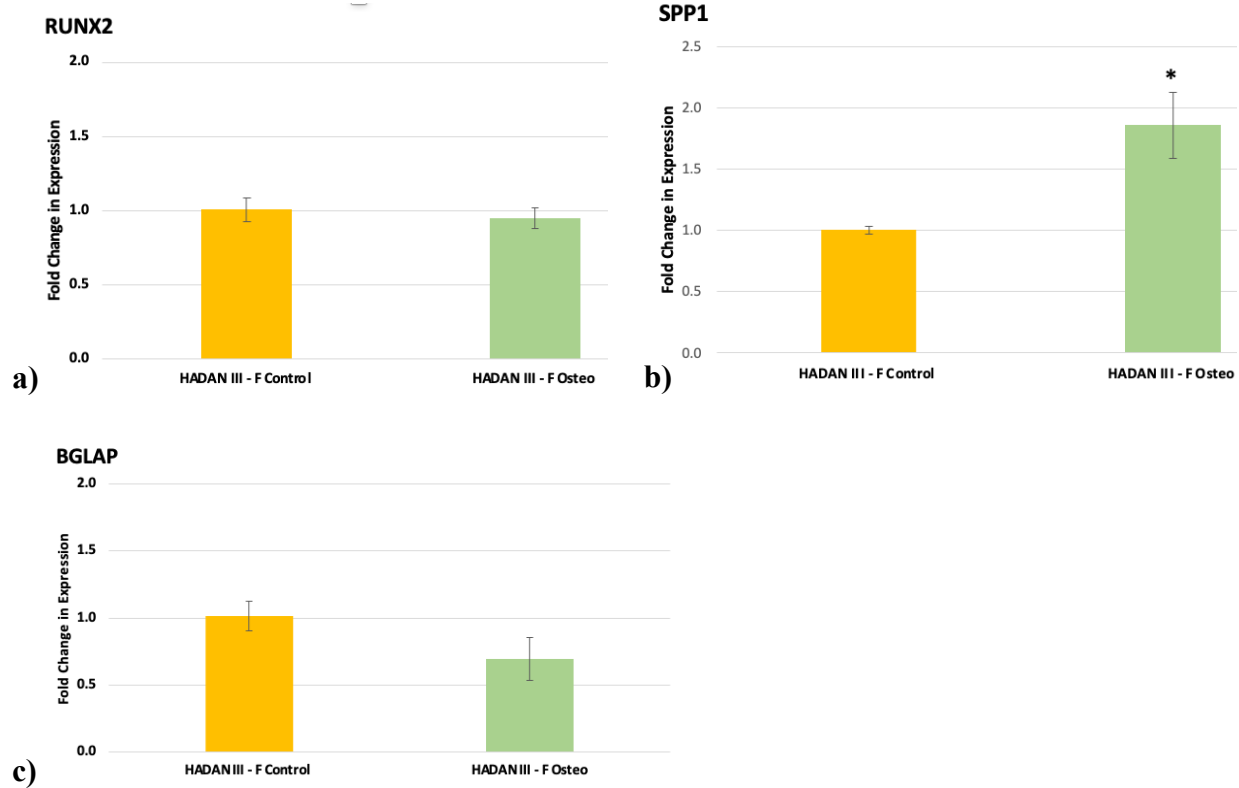 RUNX2
2.0
1.5
1.0
0.5
0.0
Fold Change in Expression
HADAN III - F Control
HADAN III - F Osteo
a)
SPP1
2.5
2.0
1.5
1.0
0.5
0.0
Fold Change in Expression
*
HADAN III - F Control
HADAN III - F Osteo
b)
BGLAP
2.0
1.5
1.0
0.5
0.0
Fold Change in Expression
HADAN III - F Control
HADAN III - F Osteo
c)